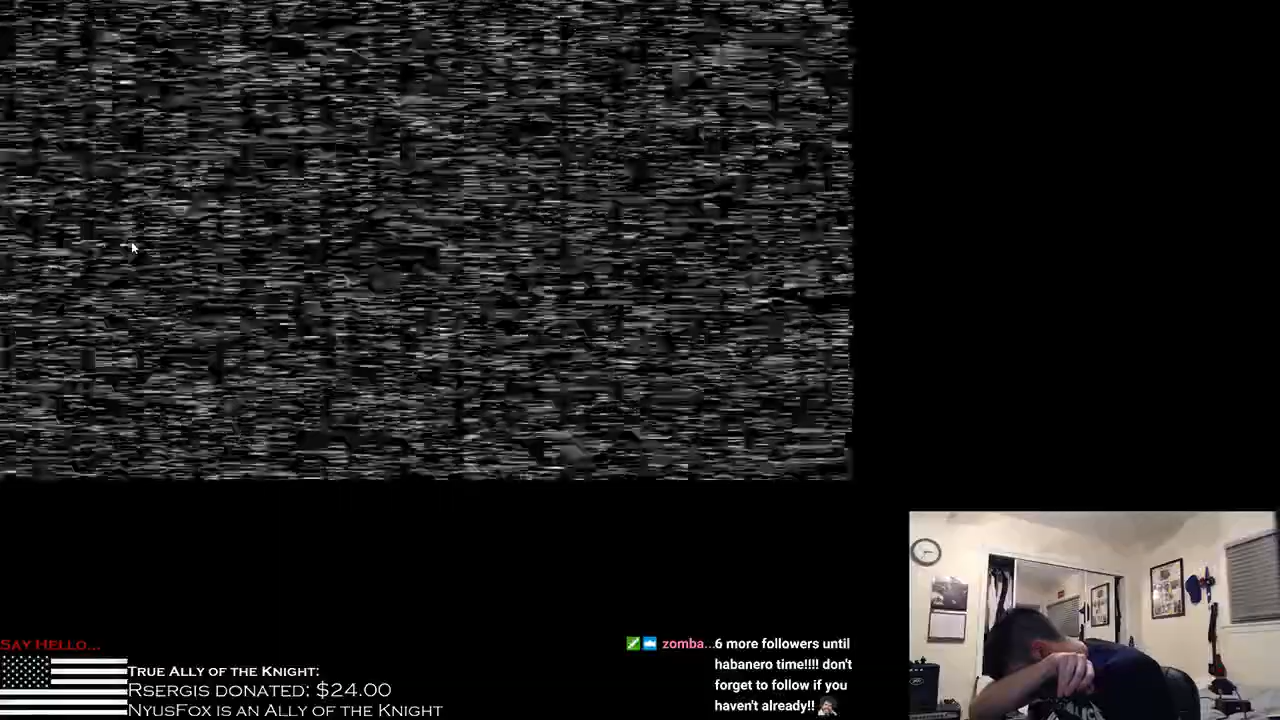 SAY HELLO...
TRUE ALLY OF THE KNIGHT:
RSERGIS DONATED: $24.00
NYUSFOX IS AN ALLY OF THE KNIGHT
zomba... 6 more followers until
habanero time!!!! don't
forget to follow if you
haven't already!!